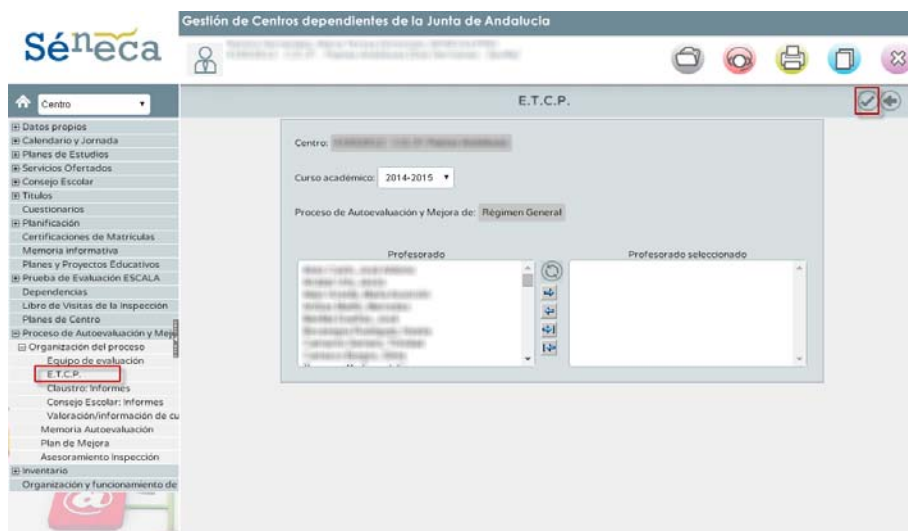 Gestión de Centros dependientes de la Junta de Andalucía
Séneca
Centro
E.T.C.P.
Datos propios
Calendario y Jornada
Planes de Estudios
Servicios Ofertados
Consejo Escolar
Títulos
Cuestionarios
Planificación
Certificaciones de Matrículas
Memoria informativa
Planes y Proyectos Educativos
Prueba de Evaluación ESCALA
Dependencias
Libro de Visitas de la Inspección
Planes de Centro
Proceso de Autoevaluación y Mejo
Organización del proceso
Equipo de evaluación
E.T.C.P.
Claustro: Informes
Consejo Escolar: Informes
Valoración/información de cu
Memoria Autoevaluación
Plan de Mejora
Asesoramiento Inspección
Inventario
Organización y funcionamiento de
Centro:
Curso académico: 2014-2015
Proceso de Autoevaluación y Mejora de: Régimen General
Profesorado
Profesorado seleccionado